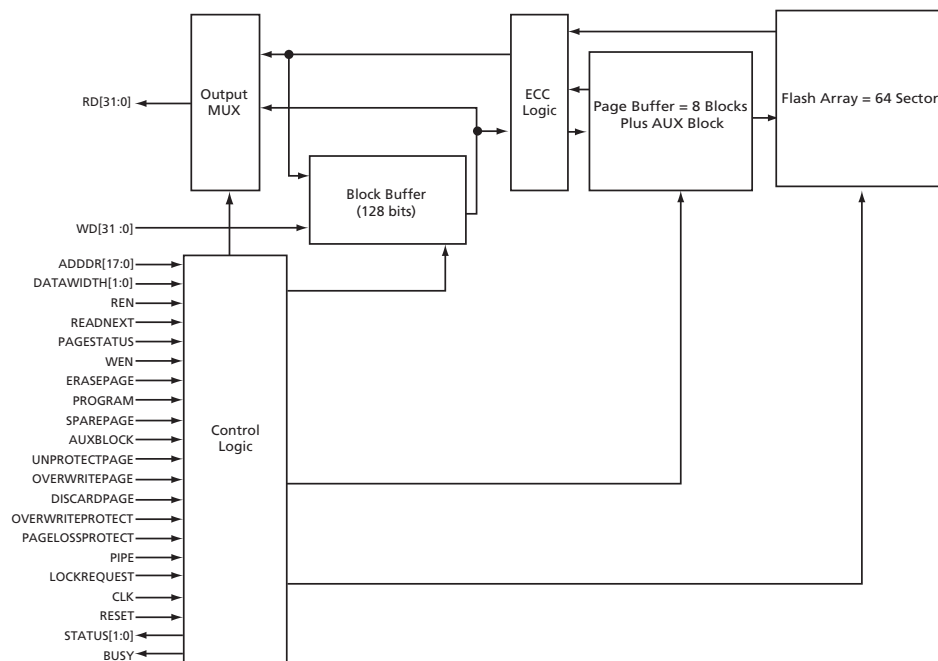 Output
MUX
RD[31:0]
ECC
Logic
Page Buffer = 8 Blocks
Plus AUX Block
Flash Array = 64 Sector
Block Buffer
(128 bits)
WD[31 :0]
ADDDR[17:0]
DATAWIDTH[1:0]
REN
READNEXT
PAGESTATUS
WEN
ERASEPAGE
PROGRAM
SPAREPAGE
AUXBLOCK
UNPROTECTPAGE
OVERWRITEPAGE
DISCARDPAGE
OVERWRITEPROTECT
PAGELOSSPROTECT
PIPE
LOCKREQUEST
CLK
RESET
STATUS[1:0]
BUSY
Control
Logic